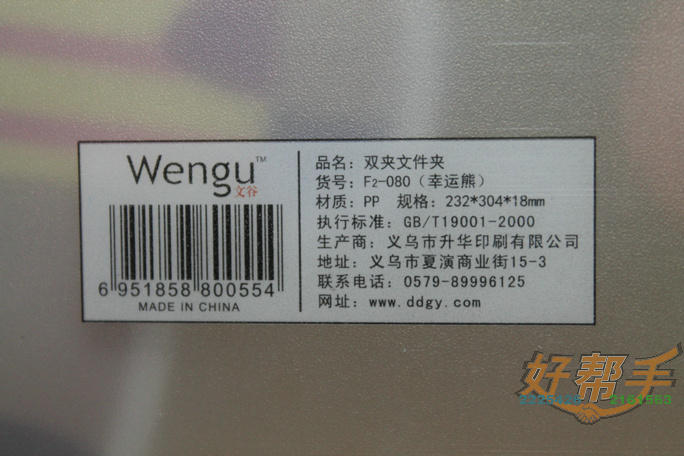 Wengu™
文谷
6 951858 800554
MADE IN CHINA
品名：双夹文件夹
货号：F2-080（幸运熊）
材质：PP 规格：232*304*18mm
执行标准：GB/T19001-2000
生产商：义乌市升华印刷有限公司
地址：义乌市夏演商业街15-3
联系电话：0579-89996125
网址：www.ddgy.com
好帮手
2161563